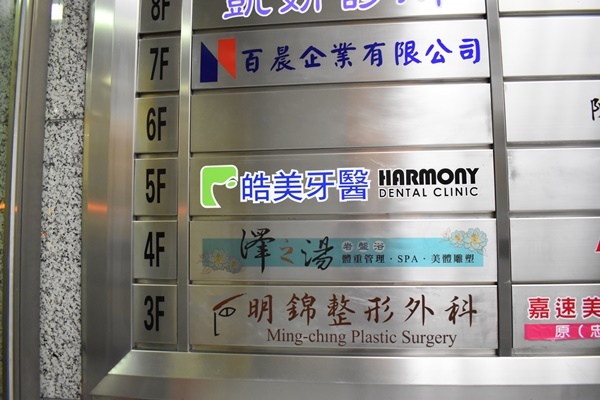 8F
7F 百晨企業有限公司
6F
5F 皓美牙醫 HARMONY
DENTAL CLINIC
4F 澤之湯 岩盤浴
體重管理·SPA·美體雕塑
3F 明錦整形外科
Ming-ching Plastic Surgery
嘉速美
原(忠